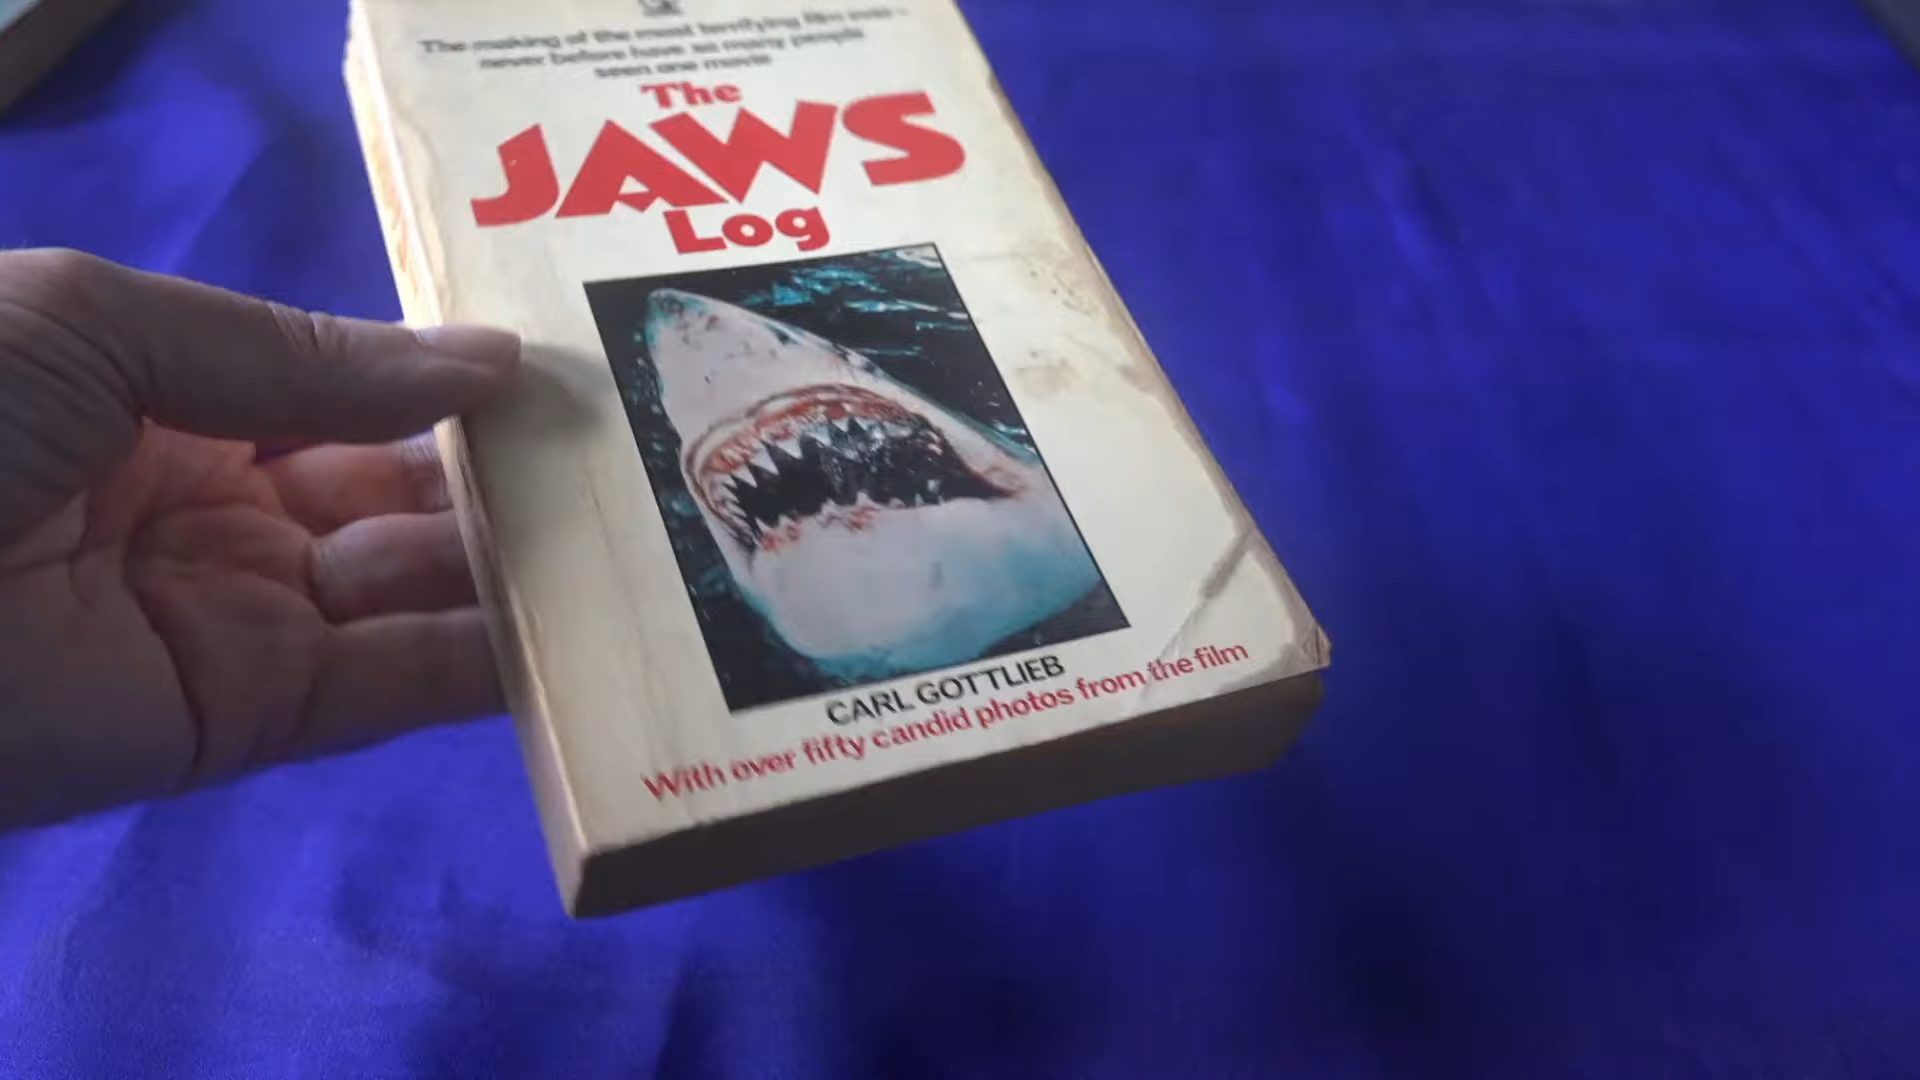 The making of the most terrifying film ever –
never before have so many people
seen one movie
The
JAWS
Log
CARL GOTTLIEB
With over fifty candid photos from the film